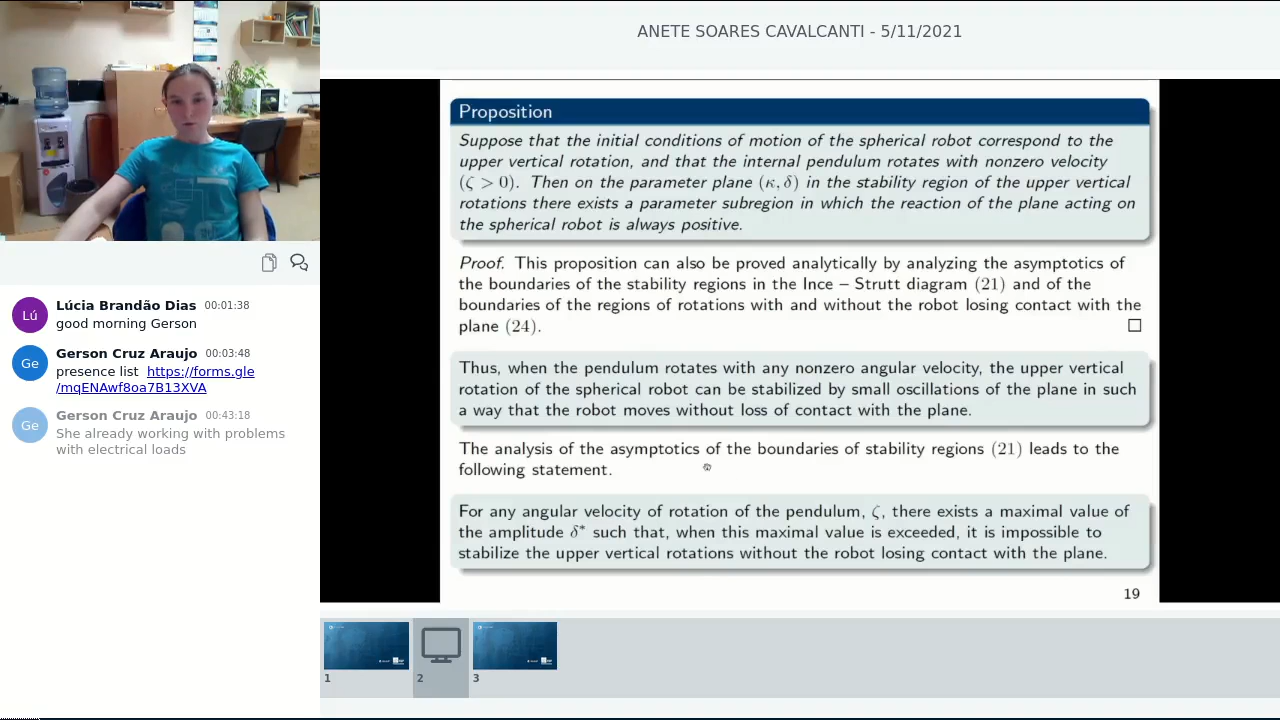 ANETE SOARES CAVALCANTI - 5/11/2021
Lúcia Brandão Dias 00:01:38
good morning Gerson
Lú
Gerson Cruz Araujo 00:03:48
presence list https://forms.gle
/mqENAwf8oa7B13XVA
Ge
Gerson Cruz Araujo 00:43:18
She already working with problems
with electrical loads
Ge
Proposition
Suppose that the initial conditions of motion of the spherical robot correspond to the
upper vertical rotation, and that the internal pendulum rotates with nonzero velocity
(ζ > 0). Then on the parameter plane (κ, δ) in the stability region of the upper vertical
rotations there exists a parameter subregion in which the reaction of the plane acting on
the spherical robot is always positive.
Proof. This proposition can also be proved analytically by analyzing the asymptotics of
the boundaries of the stability regions in the Ince – Strutt diagram (21) and of the
boundaries of the regions of rotations with and without the robot losing contact with the
plane (24). □
Thus, when the pendulum rotates with any nonzero angular velocity, the upper vertical
rotation of the spherical robot can be stabilized by small oscillations of the plane in such
a way that the robot moves without loss of contact with the plane.
The analysis of the asymptotics of the boundaries of stability regions (21) leads to the
following statement.
For any angular velocity of rotation of the pendulum, ζ, there exists a maximal value of
the amplitude δ* such that, when this maximal value is exceeded, it is impossible to
stabilize the upper vertical rotations without the robot losing contact with the plane.
19
1
2
3